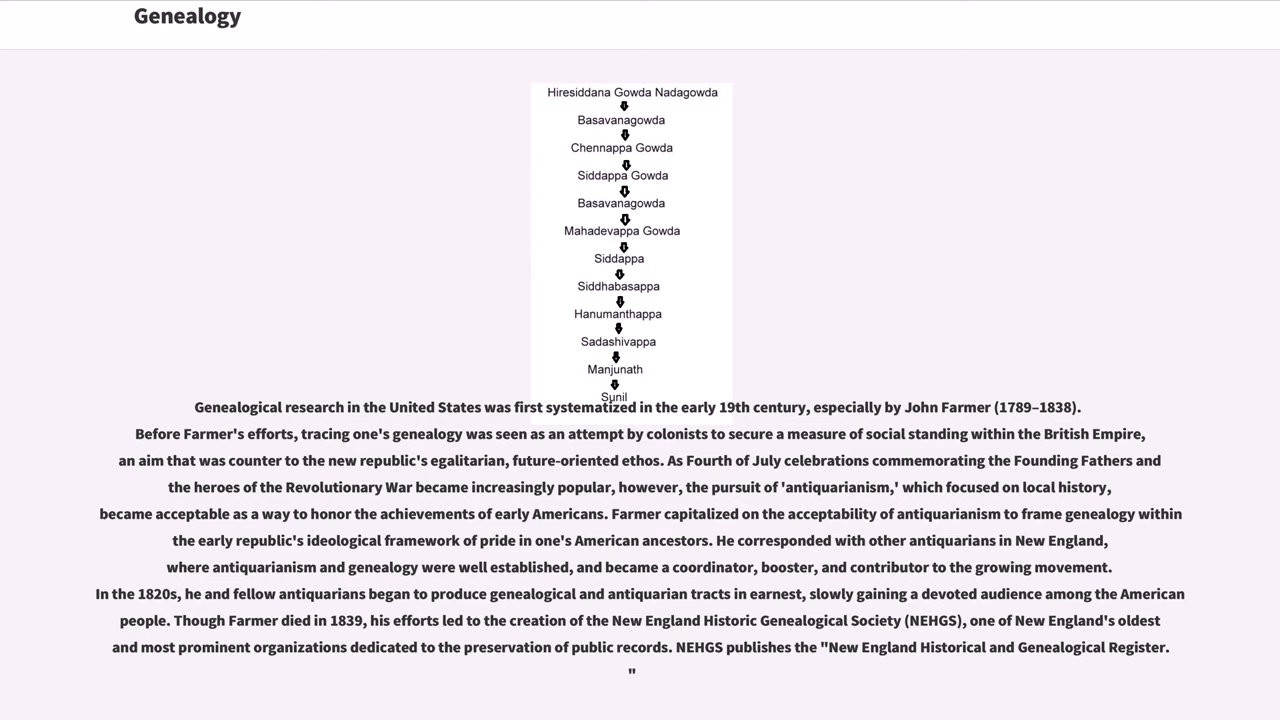 Genealogy
Hiresiddana Gowda Nadagowda
Basavanagowda
Chennappa Gowda
Siddappa Gowda
Basavanagowda
Mahadevappa Gowda
Siddappa
Siddhabasappa
Hanumanthappa
Sadashivappa
Manjunath
Sunil
Genealogical research in the United States was first systematized in the early 19th century, especially by John Farmer (1789–1838).
Before Farmer's efforts, tracing one's genealogy was seen as an attempt by colonists to secure a measure of social standing within the British Empire,
an aim that was counter to the new republic's egalitarian, future-oriented ethos. As Fourth of July celebrations commemorating the Founding Fathers and
the heroes of the Revolutionary War became increasingly popular, however, the pursuit of 'antiquarianism,' which focused on local history,
became acceptable as a way to honor the achievements of early Americans. Farmer capitalized on the acceptability of antiquarianism to frame genealogy within
the early republic's ideological framework of pride in one's American ancestors. He corresponded with other antiquarians in New England,
where antiquarianism and genealogy were well established, and became a coordinator, booster, and contributor to the growing movement.
In the 1820s, he and fellow antiquarians began to produce genealogical and antiquarian tracts in earnest, slowly gaining a devoted audience among the American
people. Though Farmer died in 1839, his efforts led to the creation of the New England Historic Genealogical Society (NEHGS), one of New England's oldest
and most prominent organizations dedicated to the preservation of public records. NEHGS publishes the "New England Historical and Genealogical Register.
"